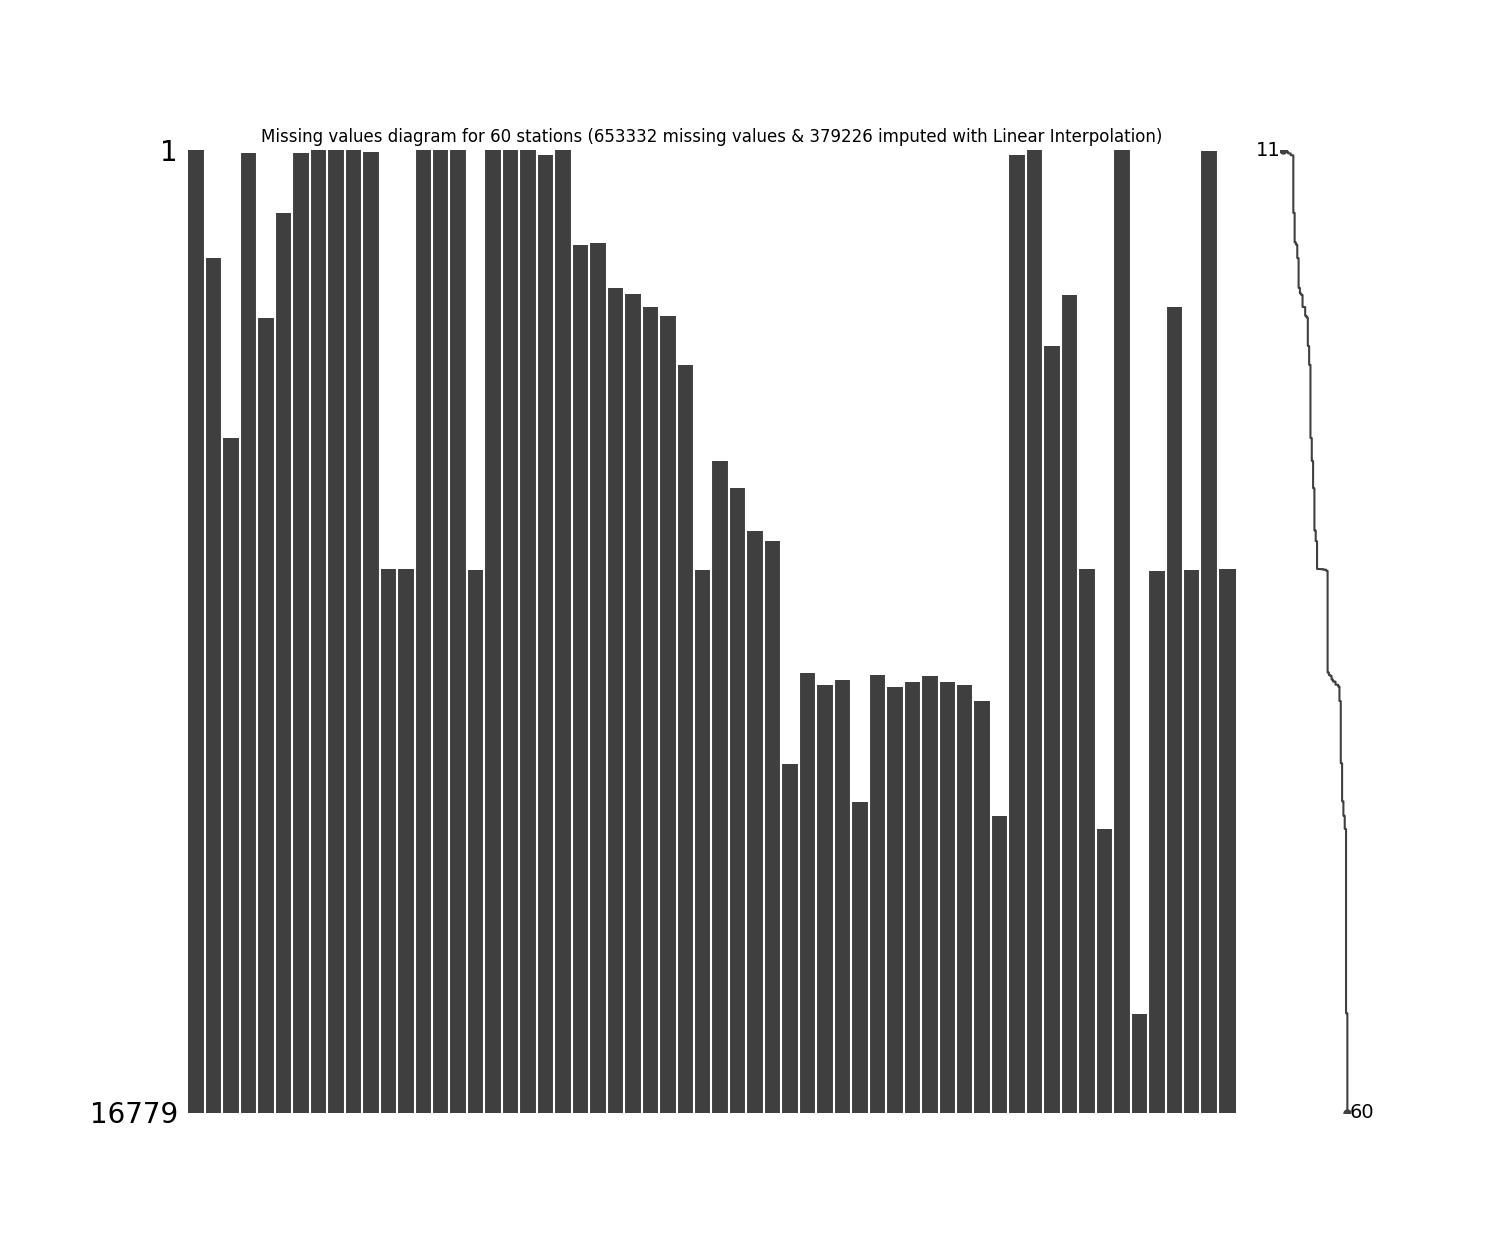 Missing values diagram for 60 stations (653332 missing values & 379226 imputed with Linear Interpolation)
1
11
16779
60